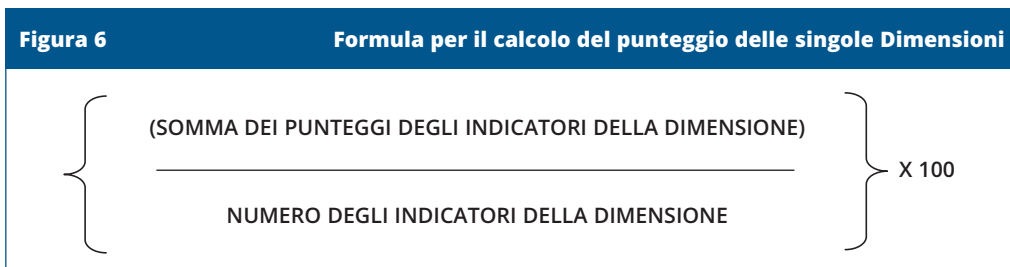 Figura 6 Formula per il calcolo del punteggio delle singole Dimensioni
(SOMMA DEI PUNTEGGI DEGLI INDICATORI DELLA DIMENSIONE)
X 100
NUMERO DEGLI INDICATORI DELLA DIMENSIONE